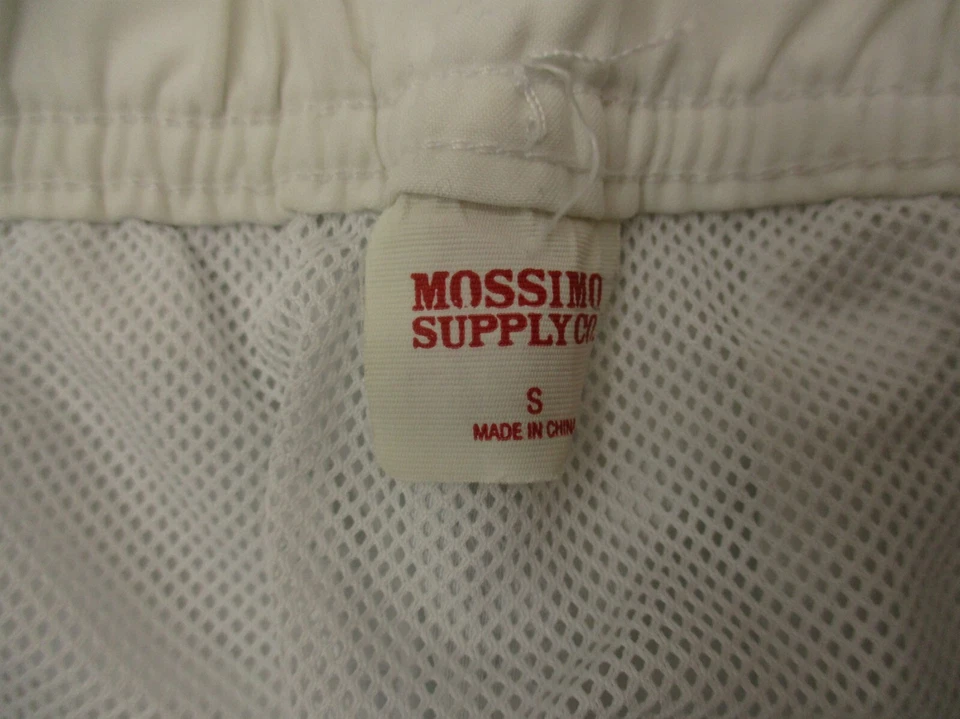 MOSSIMO
SUPPLY CO.
S
MADE IN CHINA